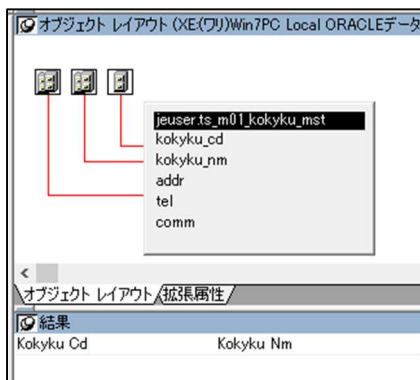 オブジェクト レイアウト (XE:(ワリ)Win7PC Local ORACLEデータ
jeuser.ts_m01_kokyku_mst
kokyku_cd
kokyku_nm
addr
tel
comm
オブジェクト レイアウト 拡張属性
結果
Kokyku Cd Kokyku Nm